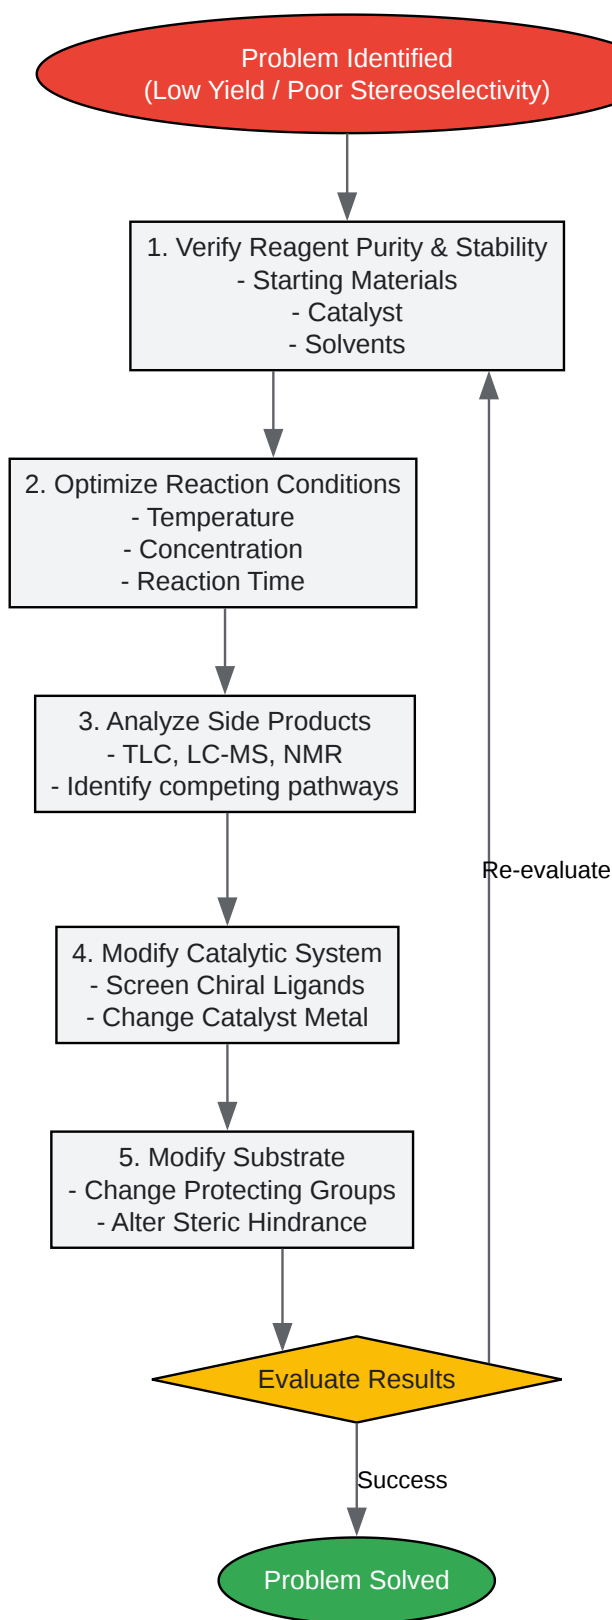 Problem Identified
(Low Yield / Poor Stereoselectivity)
1. Verify Reagent Purity & Stability
- Starting Materials
- Catalyst
- Solvents
2. Optimize Reaction Conditions
- Temperature
- Concentration
- Reaction Time
3. Analyze Side Products
- TLC, LC-MS, NMR
- Identify competing pathways
Re-evaluate
4. Modify Catalytic System
- Screen Chiral Ligands
- Change Catalyst Metal
5. Modify Substrate
- Change Protecting Groups
- Alter Steric Hindrance
Evaluate Results
Success
Problem Solved